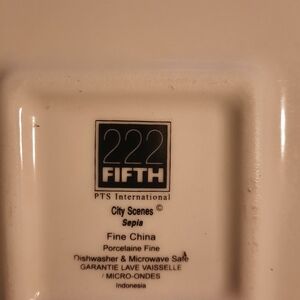 222
FIFTH
PTS International
City Scenes ©
Sepia
Fine China
Porcelaine Fine
Dishwasher & Microwave Safe
GARANTIE LAVE VAISSELLE
/ MICRO-ONDES
Indonesia